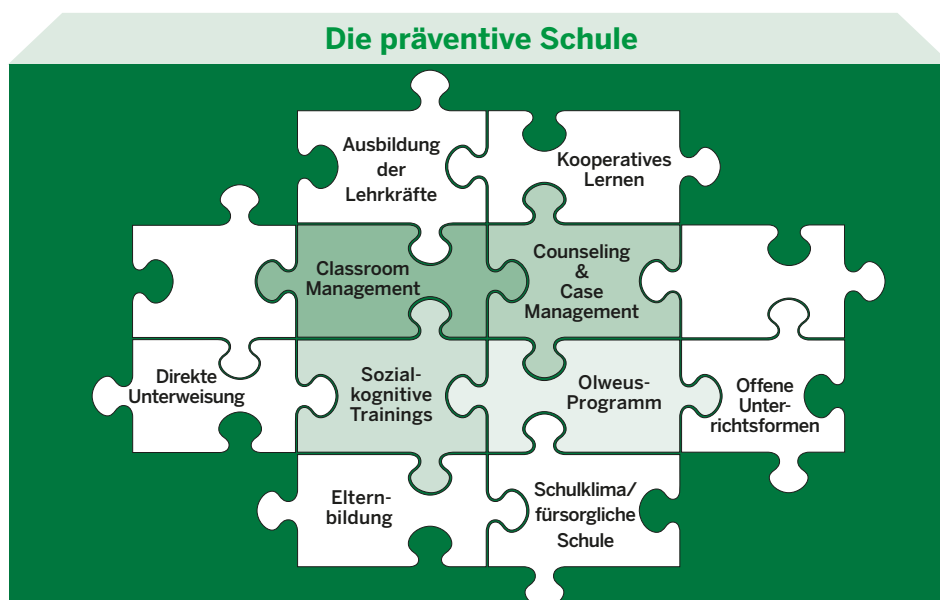 Die präventive Schule
Ausbildung
der
Lehrkräfte
Kooperatives
Lernen
Classroom
Management
Counseling
&
Case
Management
Direkte
Unterweisung
Sozial-
kognitive
Trainings
Olweus-
Programm
Offene
Unter-
richtsformen
Eltern-
bildung
Schulklima/
fürsorgliche
Schule